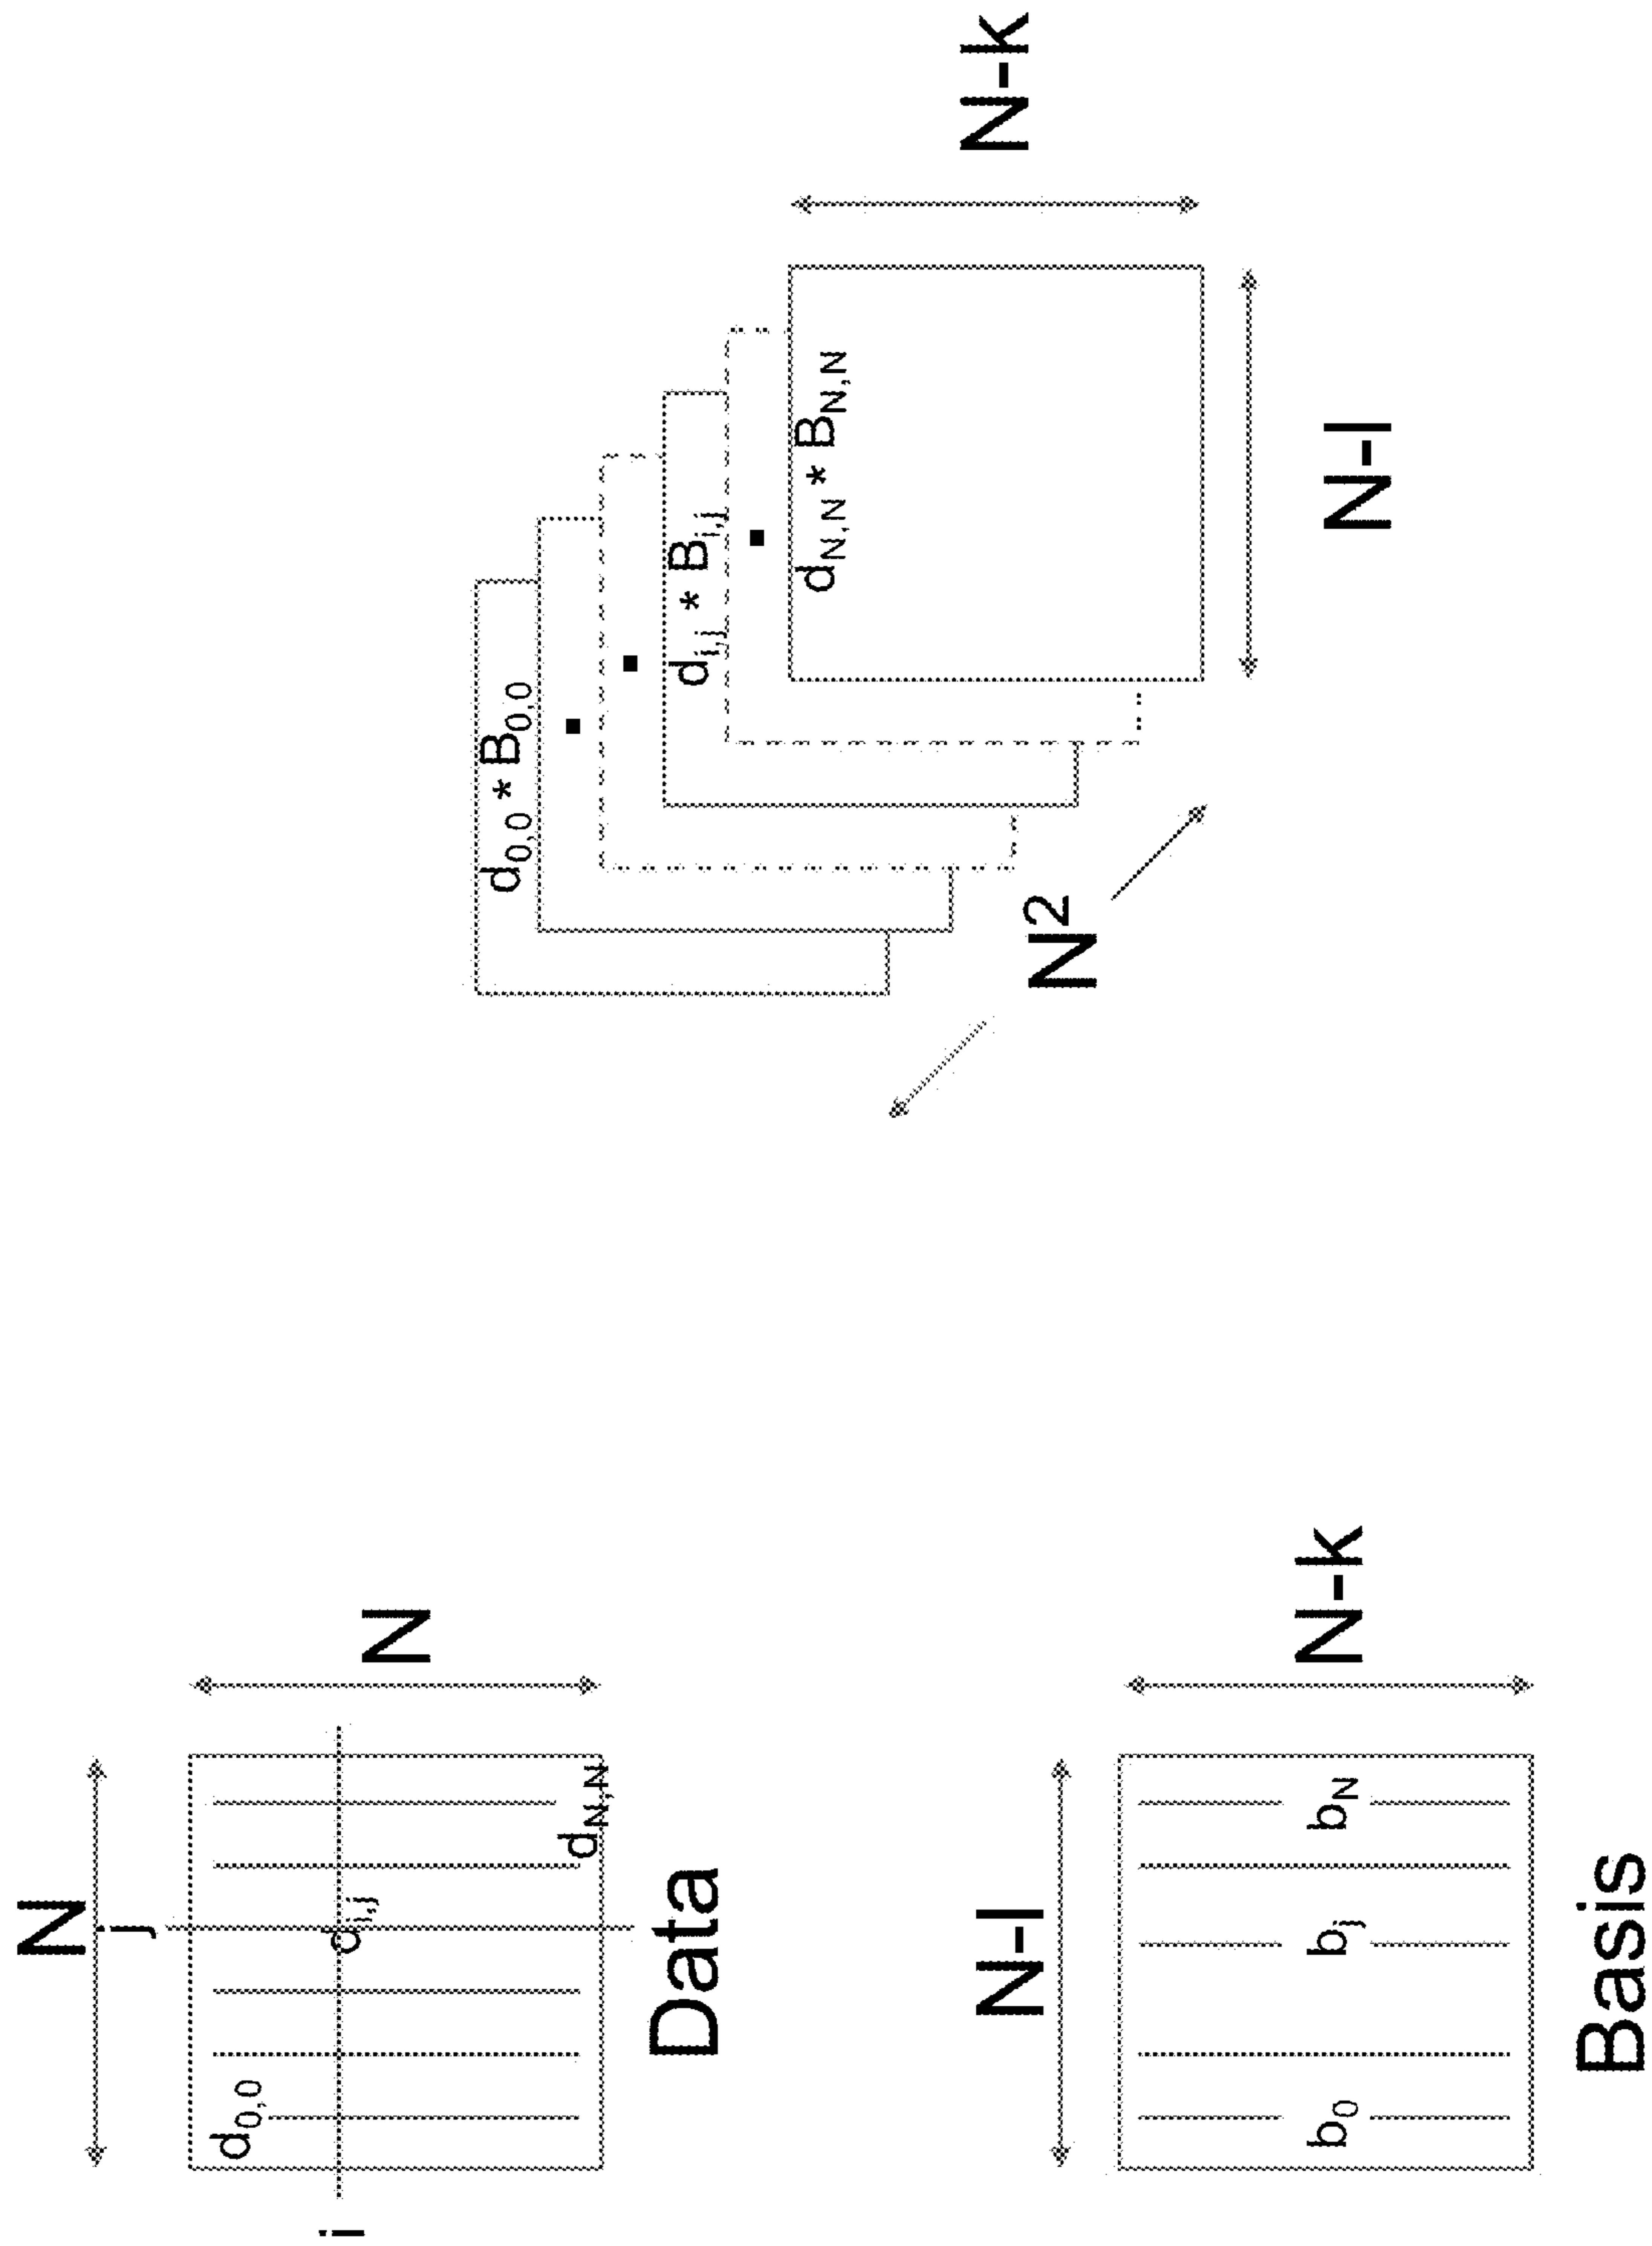 N
j
d0,0
i
di,j
N
dN,N
Data
N-l
b0 bj bN
N-k
Basis
d0,0 * B0,0
di,j * Bi,j
dN,N * BN,N
N-k
N2
N-l